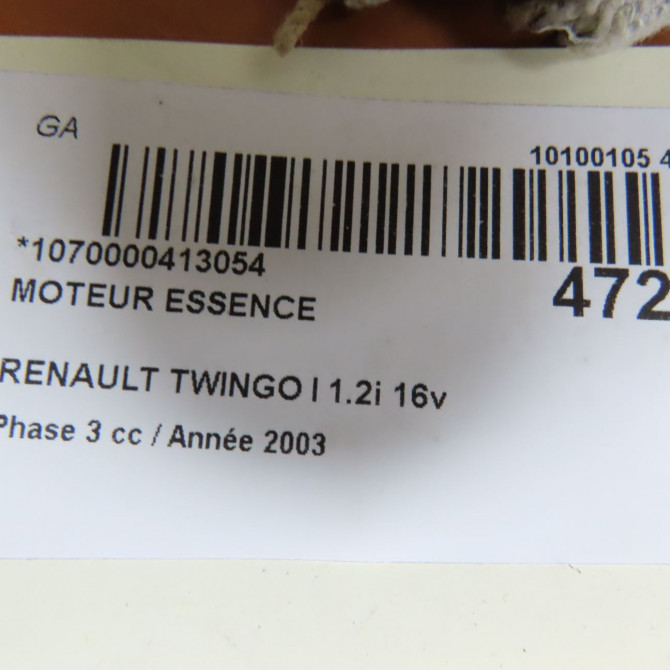 GA
10100105 4
*1070000413054
472
MOTEUR ESSENCE
RENAULT TWINGO I 1.2i 16v
Phase 3 cc / Année 2003